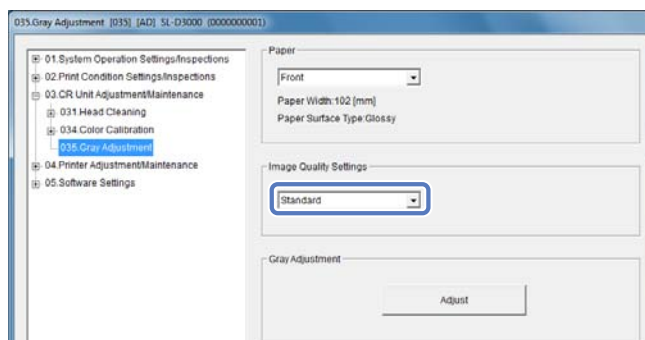 035.Gray Adjustment [035] [AD] SL-D3000 (0000000001)
01.System Operation Settings/Inspections
02.Print Condition Settings/Inspections
03.CR Unit Adjustment/Maintenance
031.Head Cleaning
034.Color Calibration
035.Gray Adjustment
04.Printer Adjustment/Maintenance
05.Software Settings
Paper
Front
Paper Width:102 [mm]
Paper Surface Type:Glossy
Image Quality Settings
Standard
Gray Adjustment
Adjust